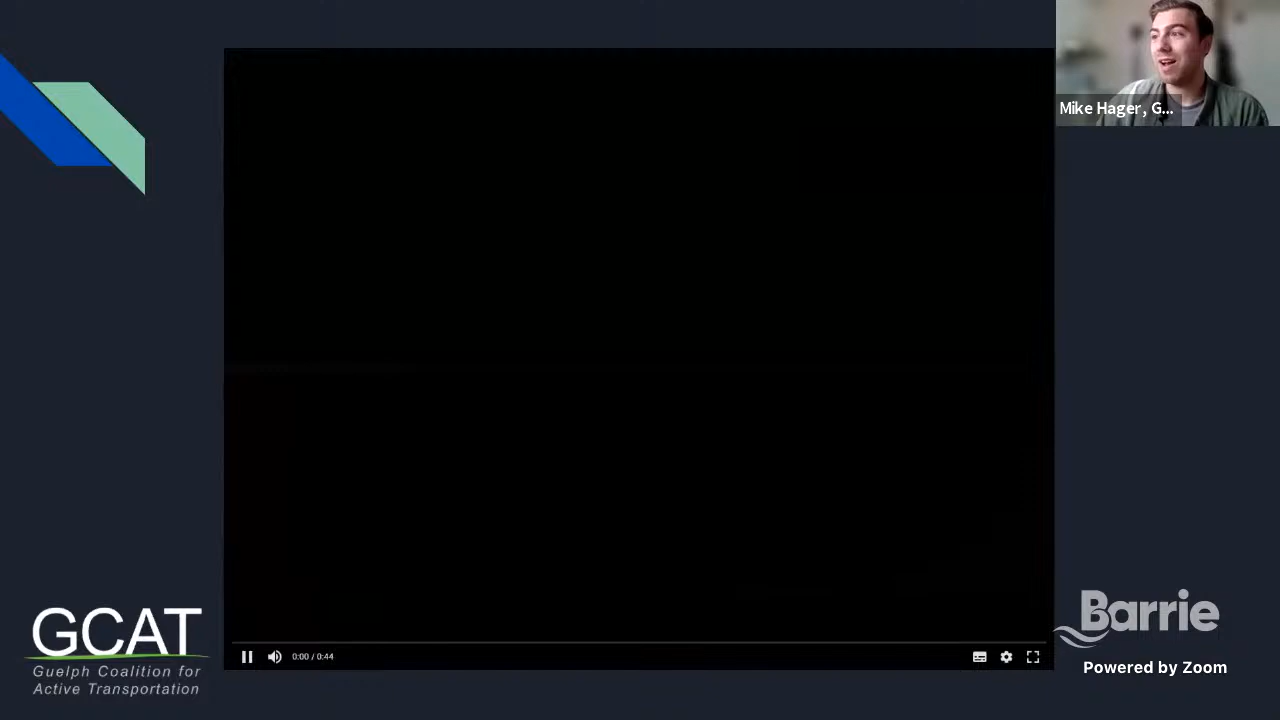 Mike Hager, G...
0:00 / 0:44
GCAT
Guelph Coalition for
Active Transportation
Barrie
Powered by Zoom